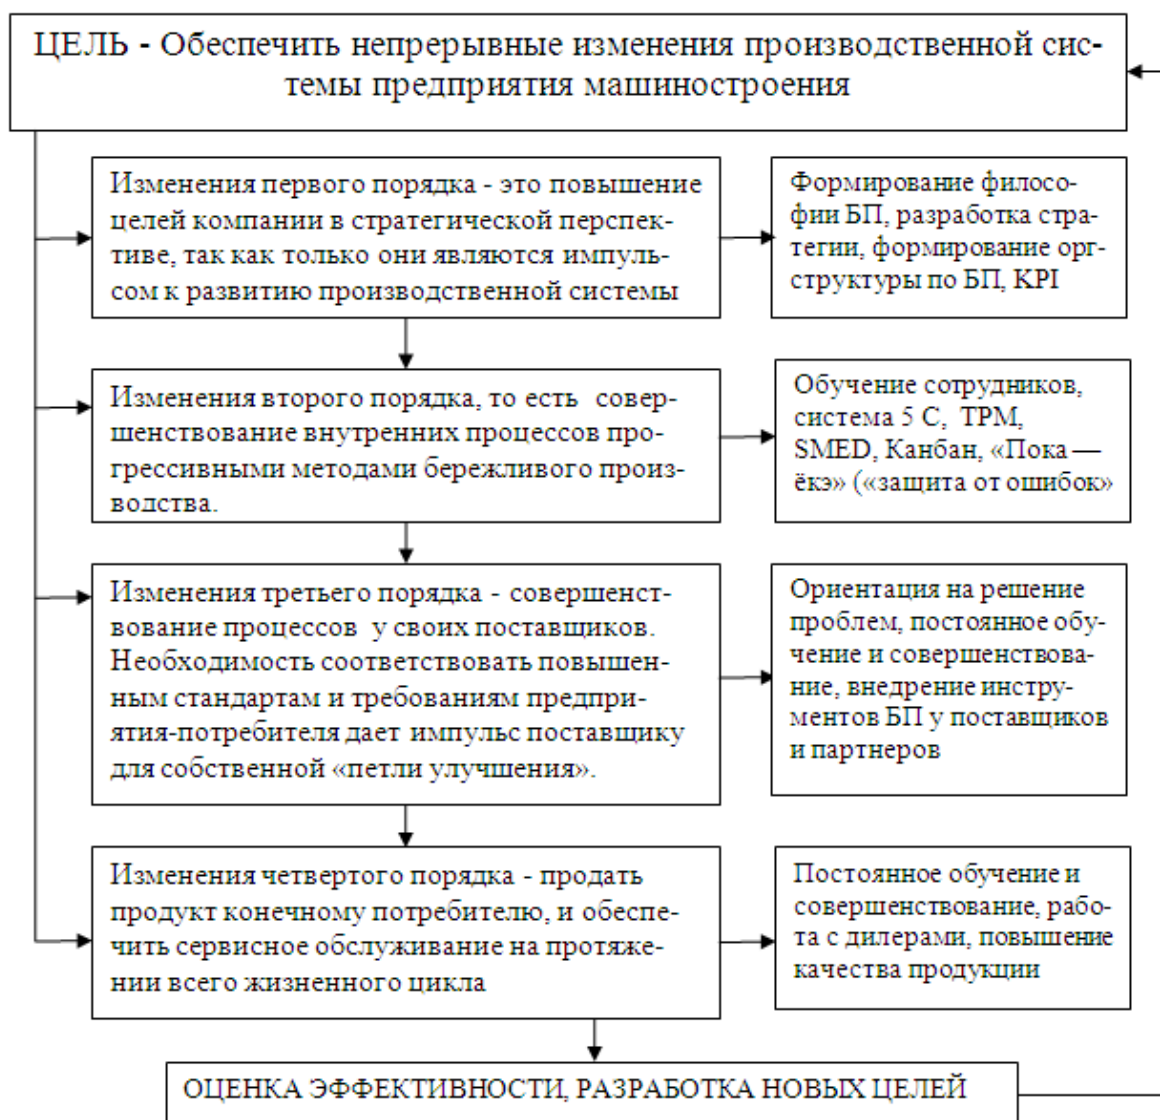 ЦЕЛЬ - Обеспечить непрерывные изменения производственной сис-
темы предприятия машиностроения
Изменения первого порядка - это повышение
целей компании в стратегической перспек-
тиве, так как только они являются импуль-
сом к развитию производственной системы
Формирование филосо-
фии БП, разработка стра-
тегии, формирование орг-
структуры по БП, KPI
Изменения второго порядка, то есть совер-
шенствование внутренних процессов про-
грессивными методами бережливого произ-
водства.
Обучение сотрудников,
система 5 С, ТРМ,
SMED, Канбан, «Пока —
ёкэ» («защита от ошибок»
Изменения третьего порядка - совершенст-
вование процессов у своих поставщиков.
Необходимость соответствовать повышен-
ным стандартам и требованиям предпри-
ятия-потребителя дает импульс поставщику
для собственной «петли улучшения».
Ориентация на решение
проблем, постоянное обу-
чение и совершенствова-
ние, внедрение инстру-
ментов БП у поставщиков
и партнеров
Изменения четвертого порядка - продать
продукт конечному потребителю, и обеспе-
чить сервисное обслуживание на протяже-
нии всего жизненного цикла
Постоянное обучение и
совершенствование, рабо-
та с дилерами, повышение
качества продукции
ОЦЕНКА ЭФФЕКТИВНОСТИ, РАЗРАБОТКА НОВЫХ ЦЕЛЕЙ